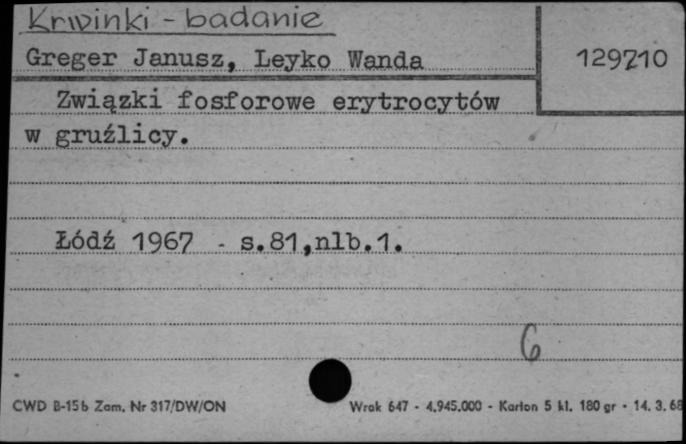 Krwinki - badanie
Greger Janusz, Leyko Wanda
129710
Związki fosforowe erytrocytów
w gruźlicy.
Łódź 1967 - s.81,nlb.1.
6
CWD B-15b Zam. Nr 317/DW/ON Wrak 647 - 4.945.000 - Karton 5 kl. 180 gr - 14. 3. 68